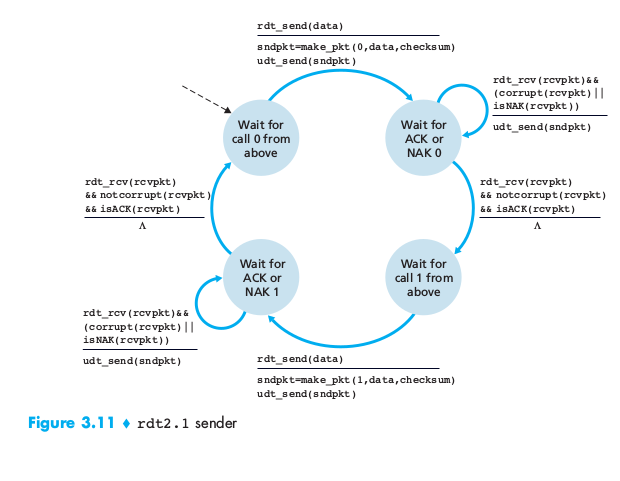 rdt_send(data)
sndpkt=make_pkt(0,data,checksum)
udt_send(sndpkt)
rdt_rcv(rcvpkt)&&
(corrupt(rcvpkt)||
isNAK(rcvpkt))
udt_send(sndpkt)
Wait for
call 0 from
above
Wait for
ACK or
NAK 0
rdt_rcv(rcvpkt)
&& notcorrupt(rcvpkt)
&& isACK(rcvpkt)
Λ
rdt_rcv(rcvpkt)
&& notcorrupt(rcvpkt)
&& isACK(rcvpkt)
Λ
Wait for
ACK or
NAK 1
Wait for
call 1 from
above
rdt_rcv(rcvpkt)&&
(corrupt(rcvpkt)||
isNAK(rcvpkt))
udt_send(sndpkt)
rdt_send(data)
sndpkt=make_pkt(1,data,checksum)
udt_send(sndpkt)
Figure 3.11 ♦ rdt2.1 sender